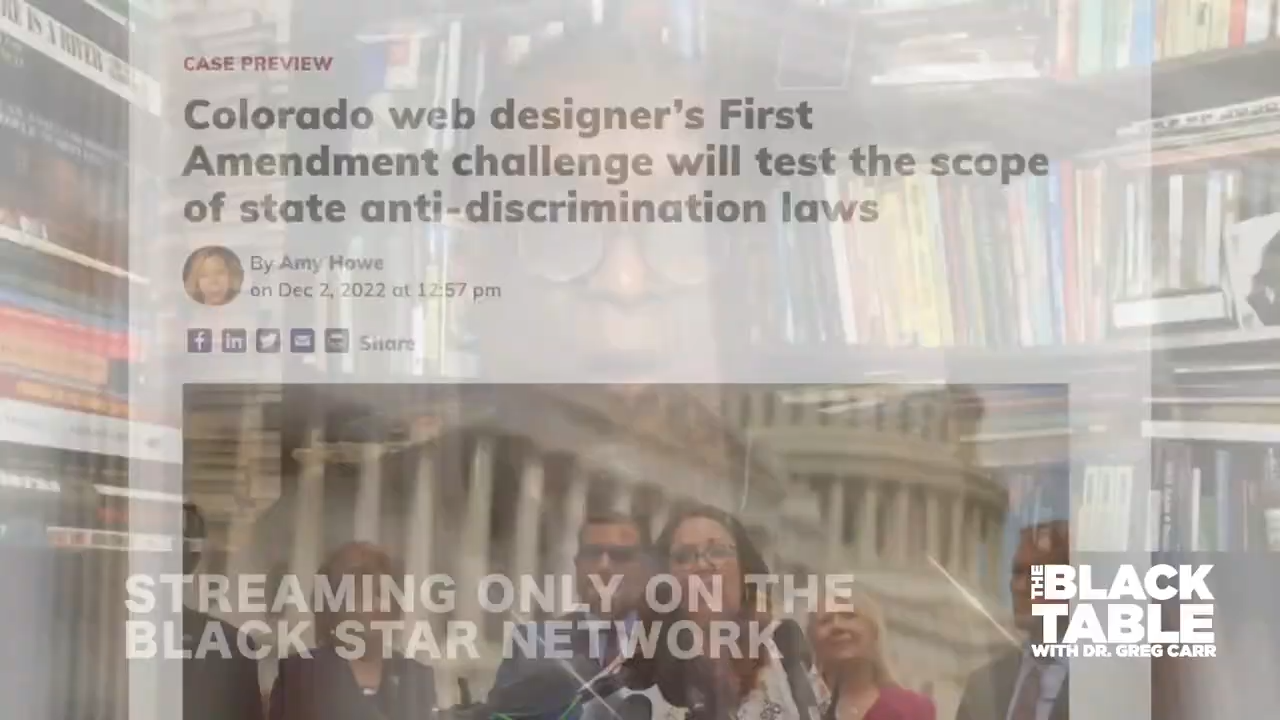 CASE PREVIEW
Colorado web designer's First
Amendment challenge will test the scope
of state anti-discrimination laws
By Amy Howe
on Dec 2, 2022 at 12:57 pm
Share
STREAMING ONLY ON THE
BLACK STAR NETWORK
THE
BLACK
TABLE
WITH DR. GREG CARR